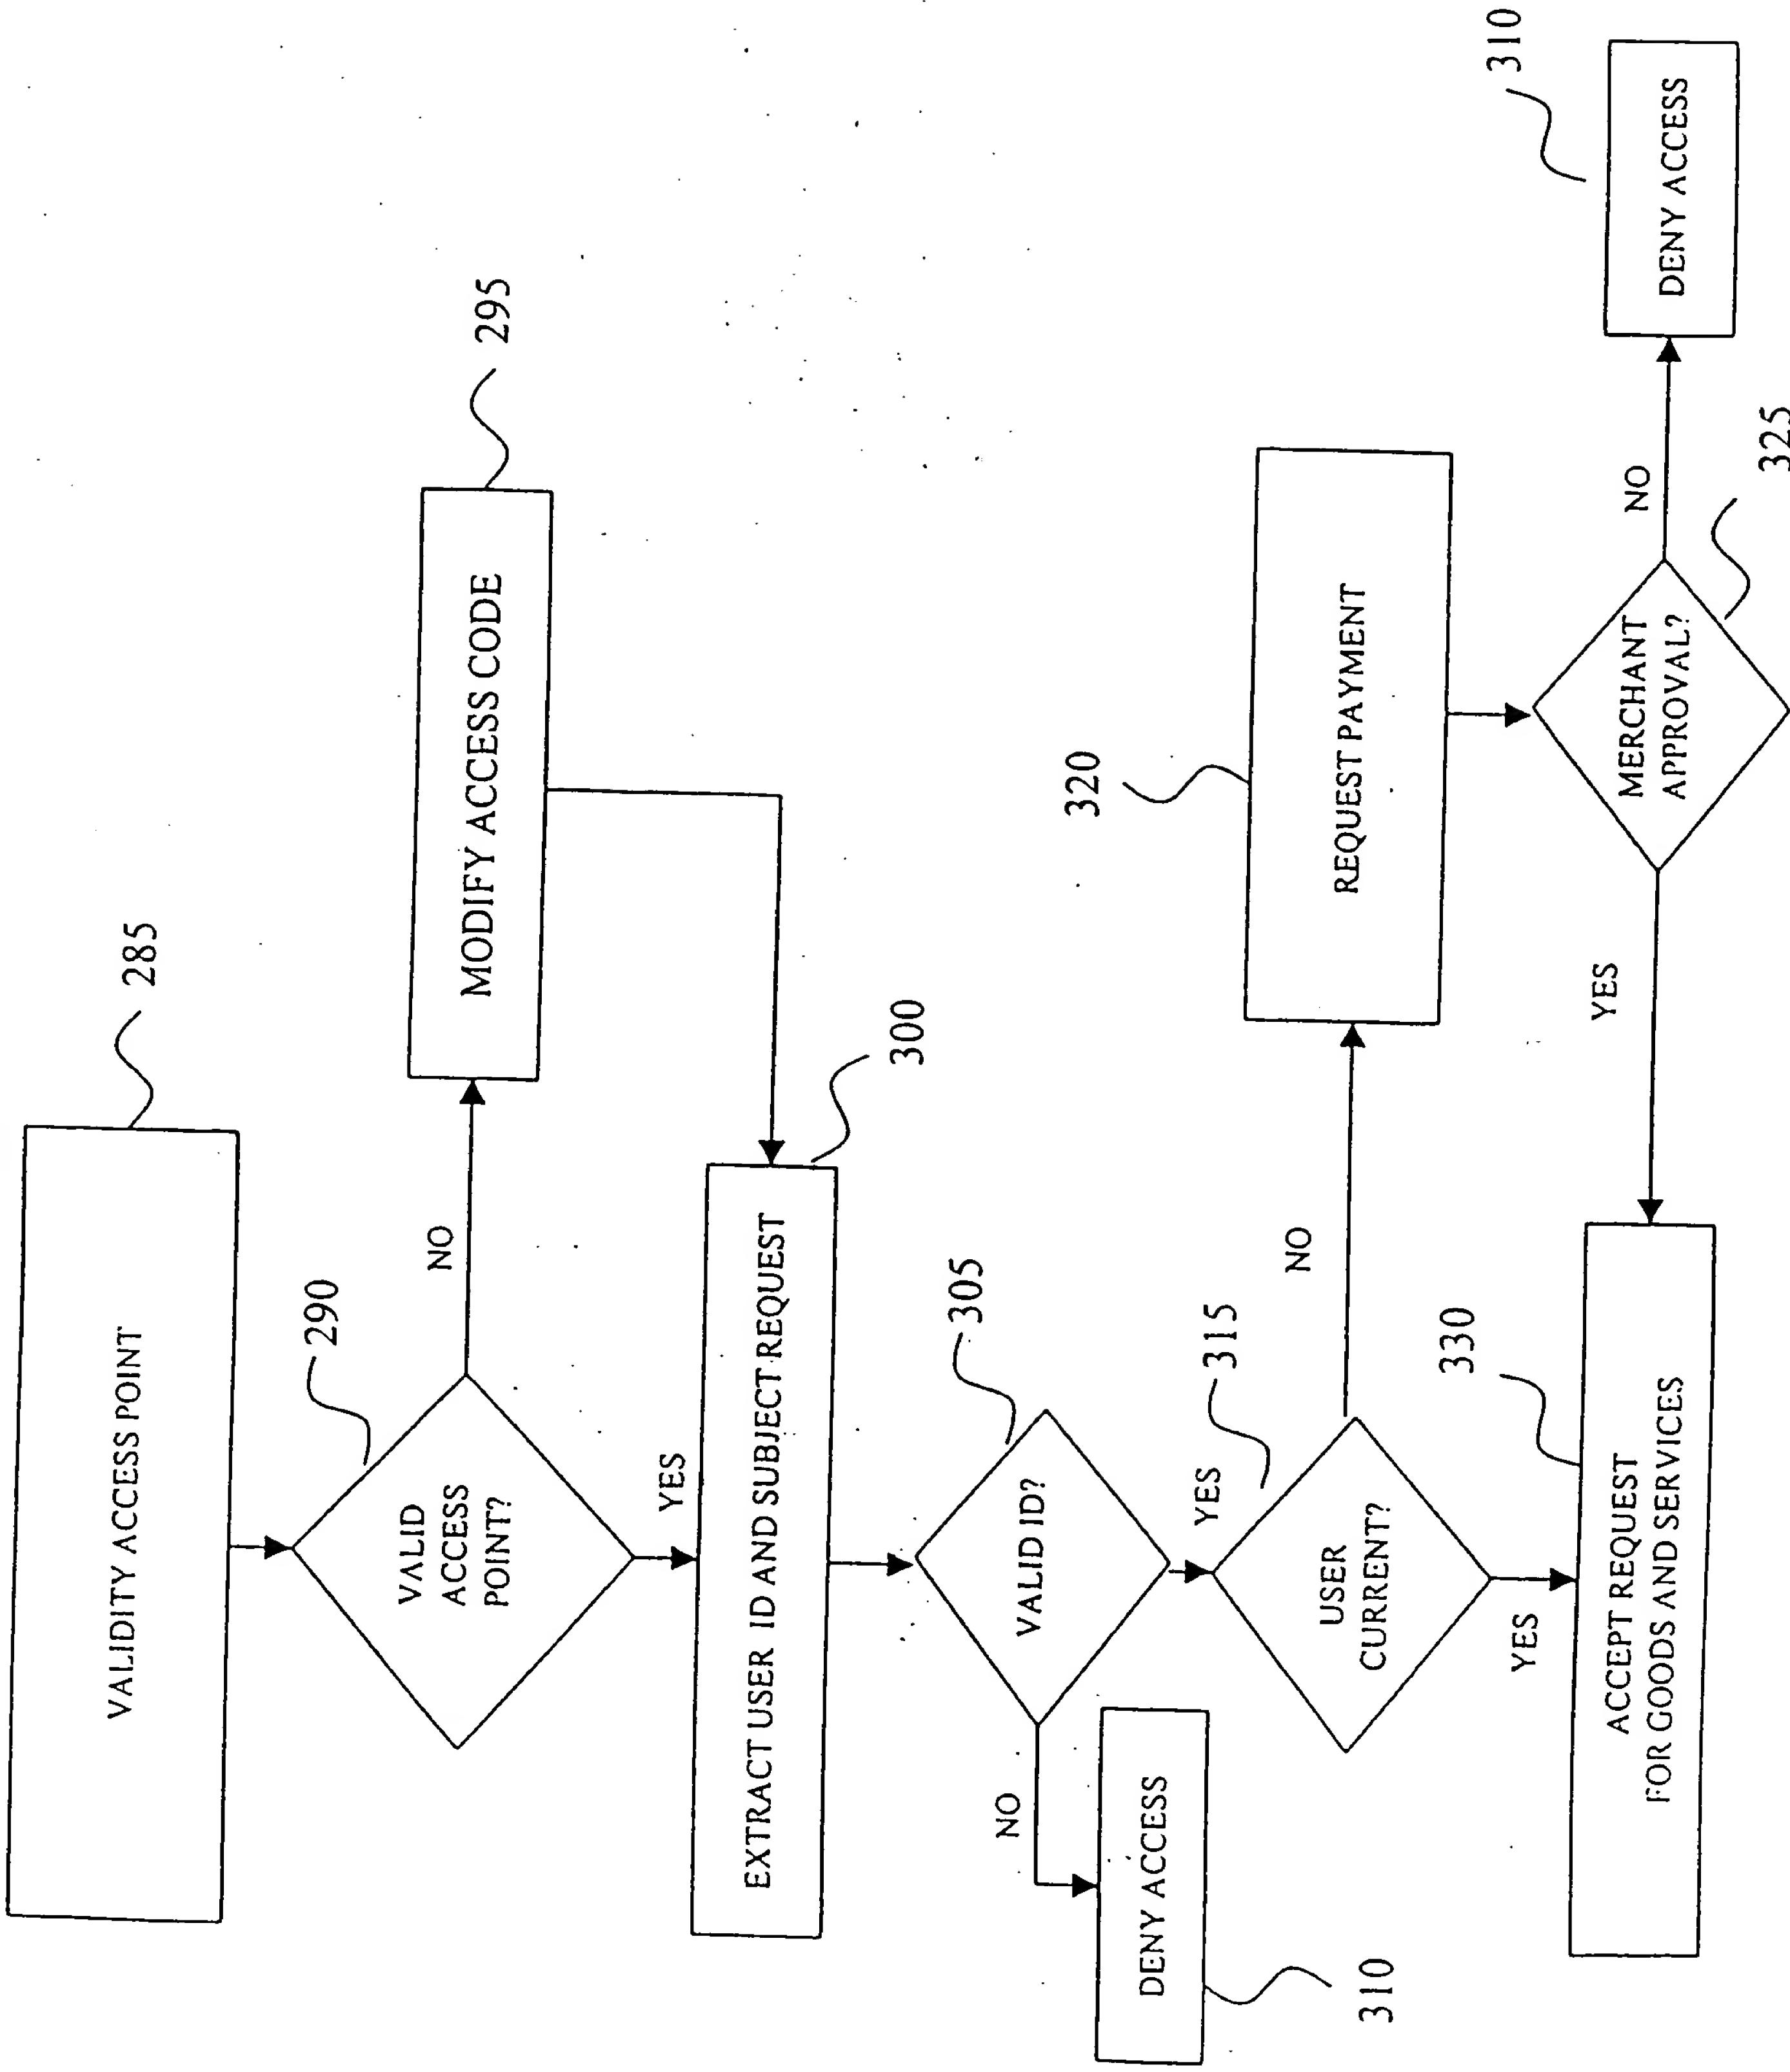 VALIDITY ACCESS POINT
285
290
VALID
ACCESS
POINT?
NO
MODIFY ACCESS CODE
295
YES
EXTRACT USER ID AND SUBJECT REQUEST
300
305
VALID ID?
NO
DENY ACCESS
310
YES
315
USER
CURRENT?
NO
320
REQUEST PAYMENT
MERCHANT
APPROVAL?
325
NO
DENY ACCESS
310
YES
YES
330
ACCEPT REQUEST
FOR GOODS AND SERVICES